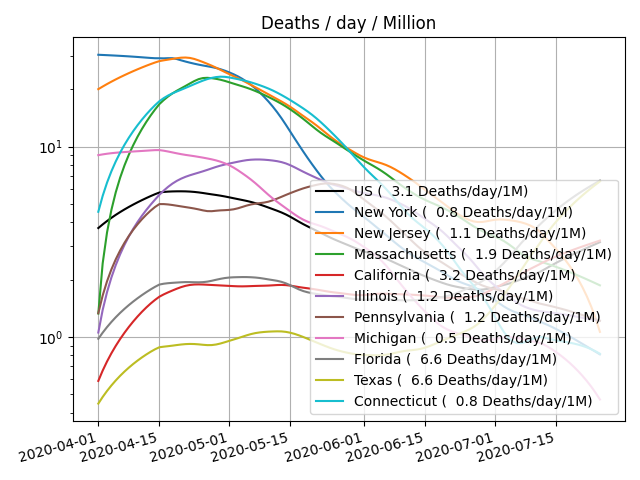 Deaths / day / Million
10¹
10⁰
US (  3.1 Deaths/day/1M)
New York (  0.8 Deaths/day/1M)
New Jersey (  1.1 Deaths/day/1M)
Massachusetts (  1.9 Deaths/day/1M)
California (  3.2 Deaths/day/1M)
Illinois (  1.2 Deaths/day/1M)
Pennsylvania (  1.2 Deaths/day/1M)
Michigan (  0.5 Deaths/day/1M)
Florida (  6.6 Deaths/day/1M)
Texas (  6.6 Deaths/day/1M)
Connecticut (  0.8 Deaths/day/1M)
2020-04-01
2020-04-15
2020-05-01
2020-05-15
2020-06-01
2020-06-15
2020-07-01
2020-07-15